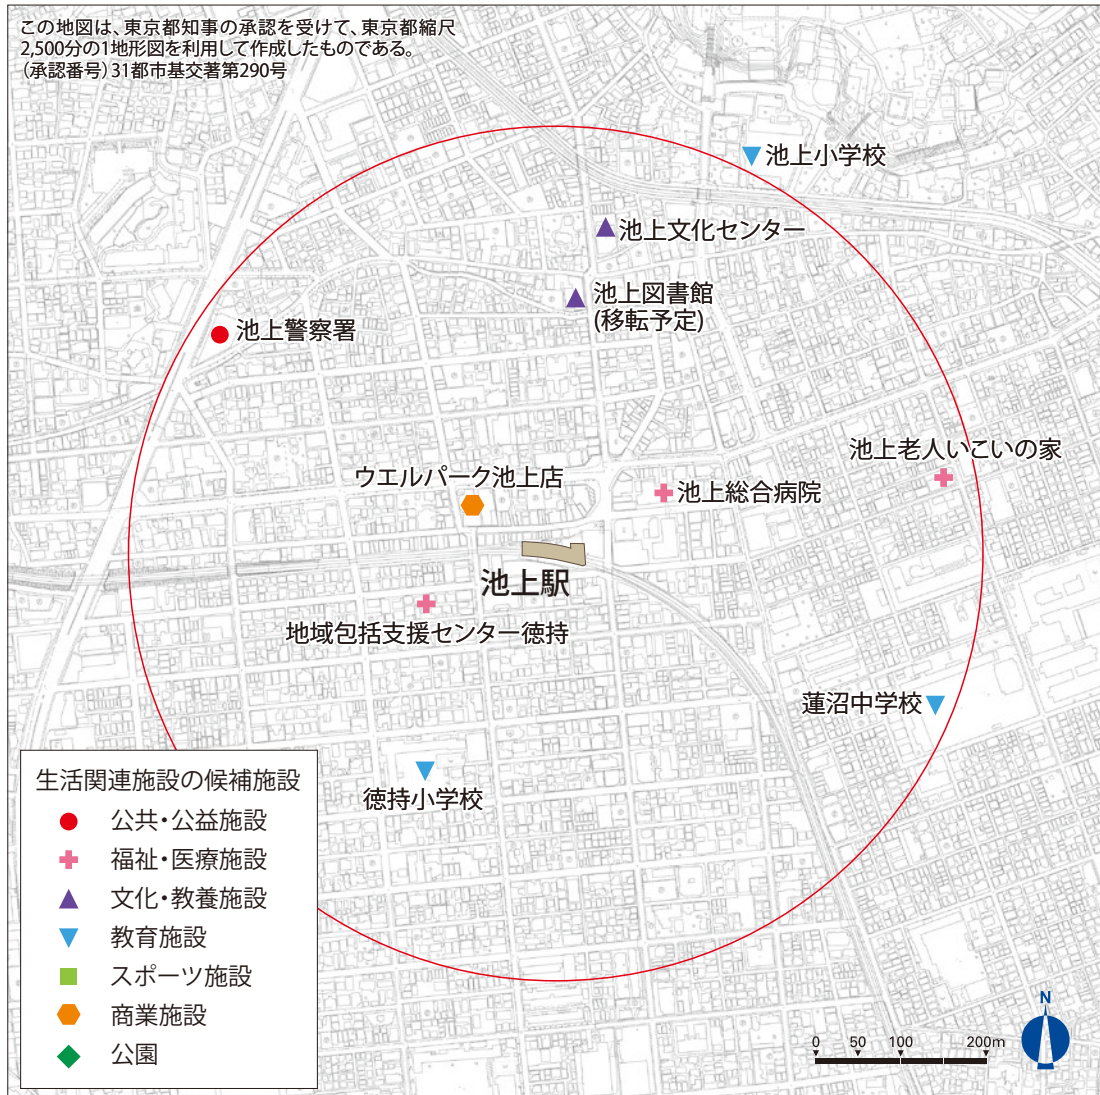 この地図は、東京都知事の承認を受けて、東京都縮尺
2,500分の1地形図を利用して作成したものである。
（承認番号）31都市基交著第290号
池上小学校
池上文化センター
池上図書館
(移転予定)
池上警察署
池上老人いこいの家
ウエルパーク池上店
池上総合病院
池上駅
地域包括支援センター徳持
蓮沼中学校
徳持小学校
生活関連施設の候補施設
公共・公益施設
福祉・医療施設
文化・教養施設
教育施設
スポーツ施設
商業施設
公園
N
0 50 100 200m